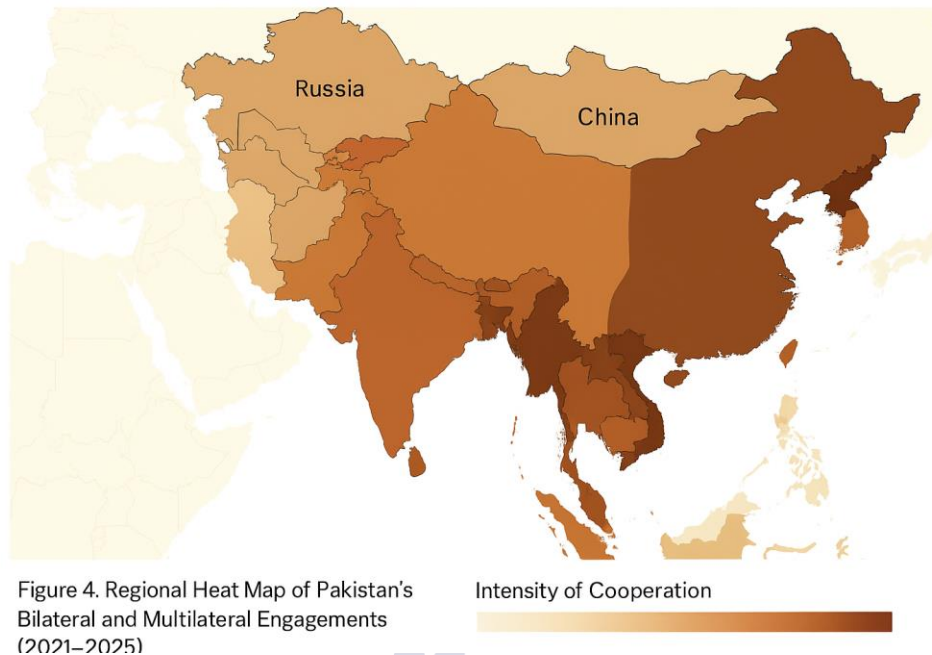 Russia
China
Figure 4. Regional Heat Map of Pakistan's
Bilateral and Multilateral Engagements
(2021–2025)
Intensity of Cooperation